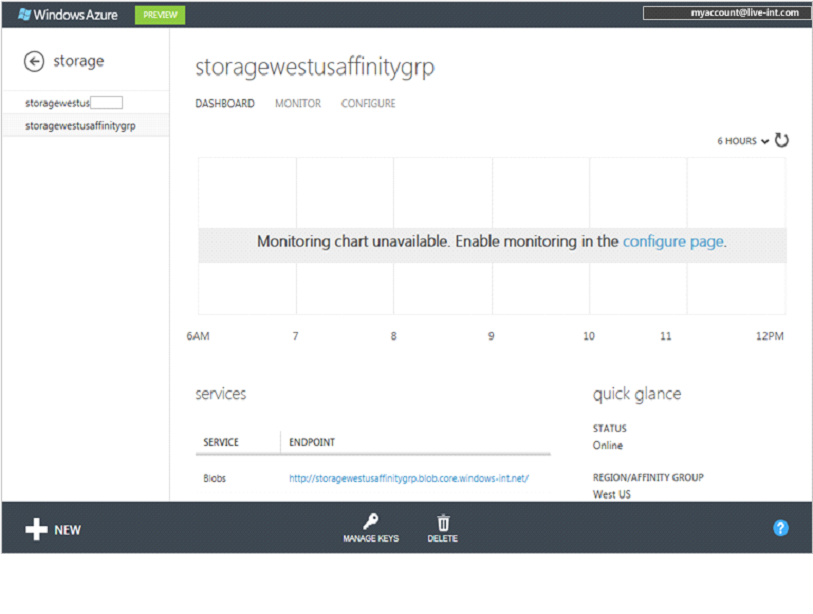 Windows Azure PREVIEW myaccount@live-int.com
storage
storagewestus
storagewestusaffinitygrp
storagewestusaffinitygrp
DASHBOARD MONITOR CONFIGURE
6 HOURS
Monitoring chart unavailable. Enable monitoring in the configure page.
6AM 7 8 9 10 11 12PM
services
SERVICE ENDPOINT
Blobs http://storagewestusaffinitygrp.blob.core.windows-int.net/
quick glance
STATUS
Online
REGION/AFFINITY GROUP
West US
NEW
MANAGE KEYS
DELETE
?